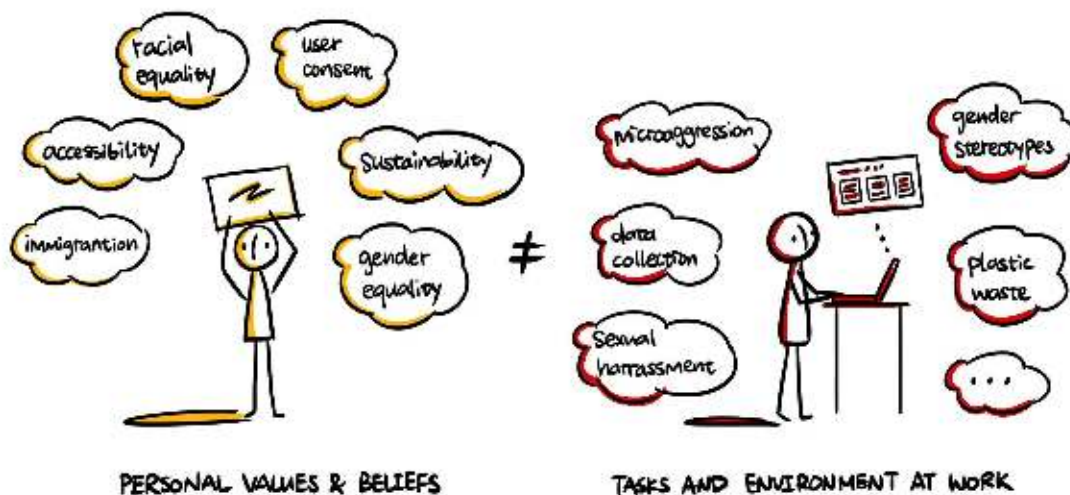 racial
equality
user
consent
accessibility
sustainability
immigrantion
gender
equality
≠
microaggression
gender
stereotypes
data
collection
plastic
waste
sexual
harrassment
...
PERSONAL VALUES & BELIEFS
TASKS AND ENVIRONMENT AT WORK